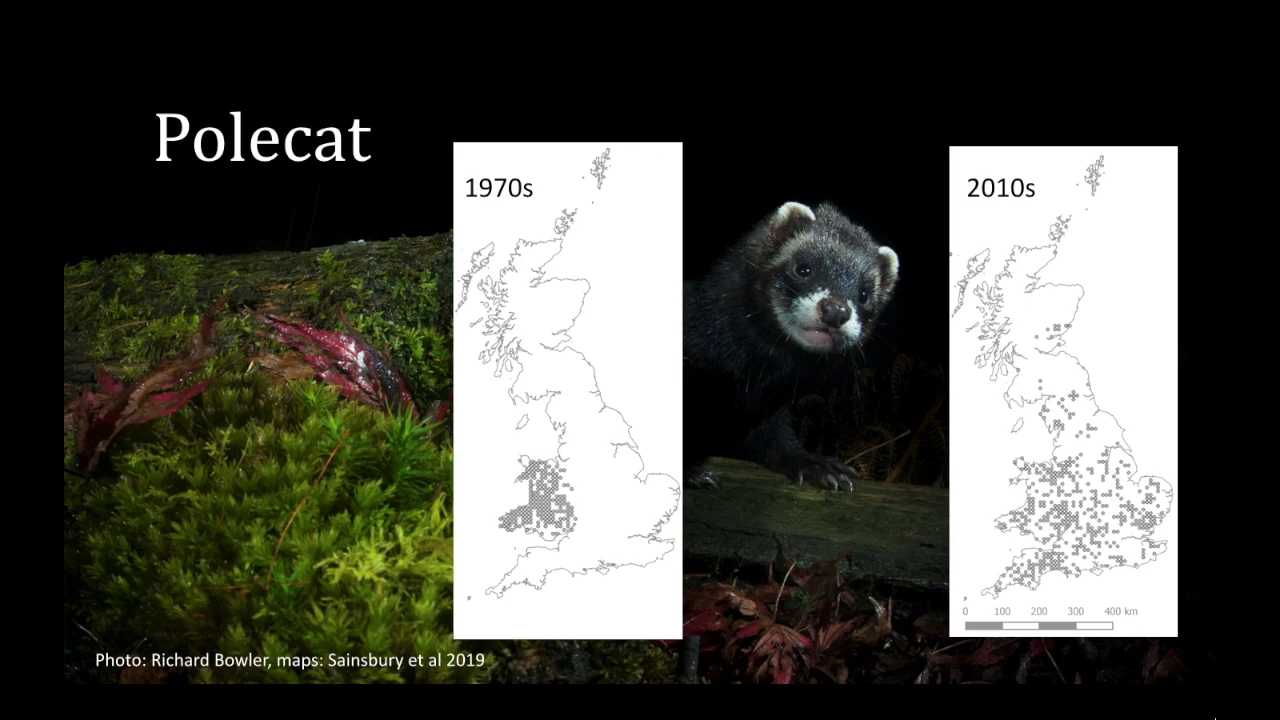 Polecat
1970s
2010s
0 100 200 300 400 km
Photo: Richard Bowler, maps: Sainsbury et al 2019